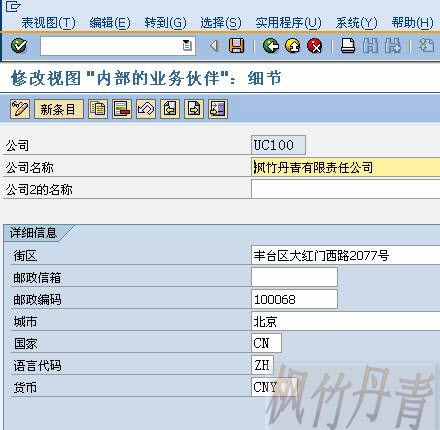 表视图(T) 编辑(E) 转到(G) 选择(S) 实用程序(U) 系统(Y) 帮助(H)
修改视图 "内部的业务伙伴": 细节
新条目
公司 UC100
公司名称 枫竹丹青有限责任公司
公司2的名称
详细信息
街区 丰台区大红门西路2077号
邮政信箱
邮政编码 100068
城市 北京
国家 CN
语言代码 ZH
货币 CNY
枫竹丹青